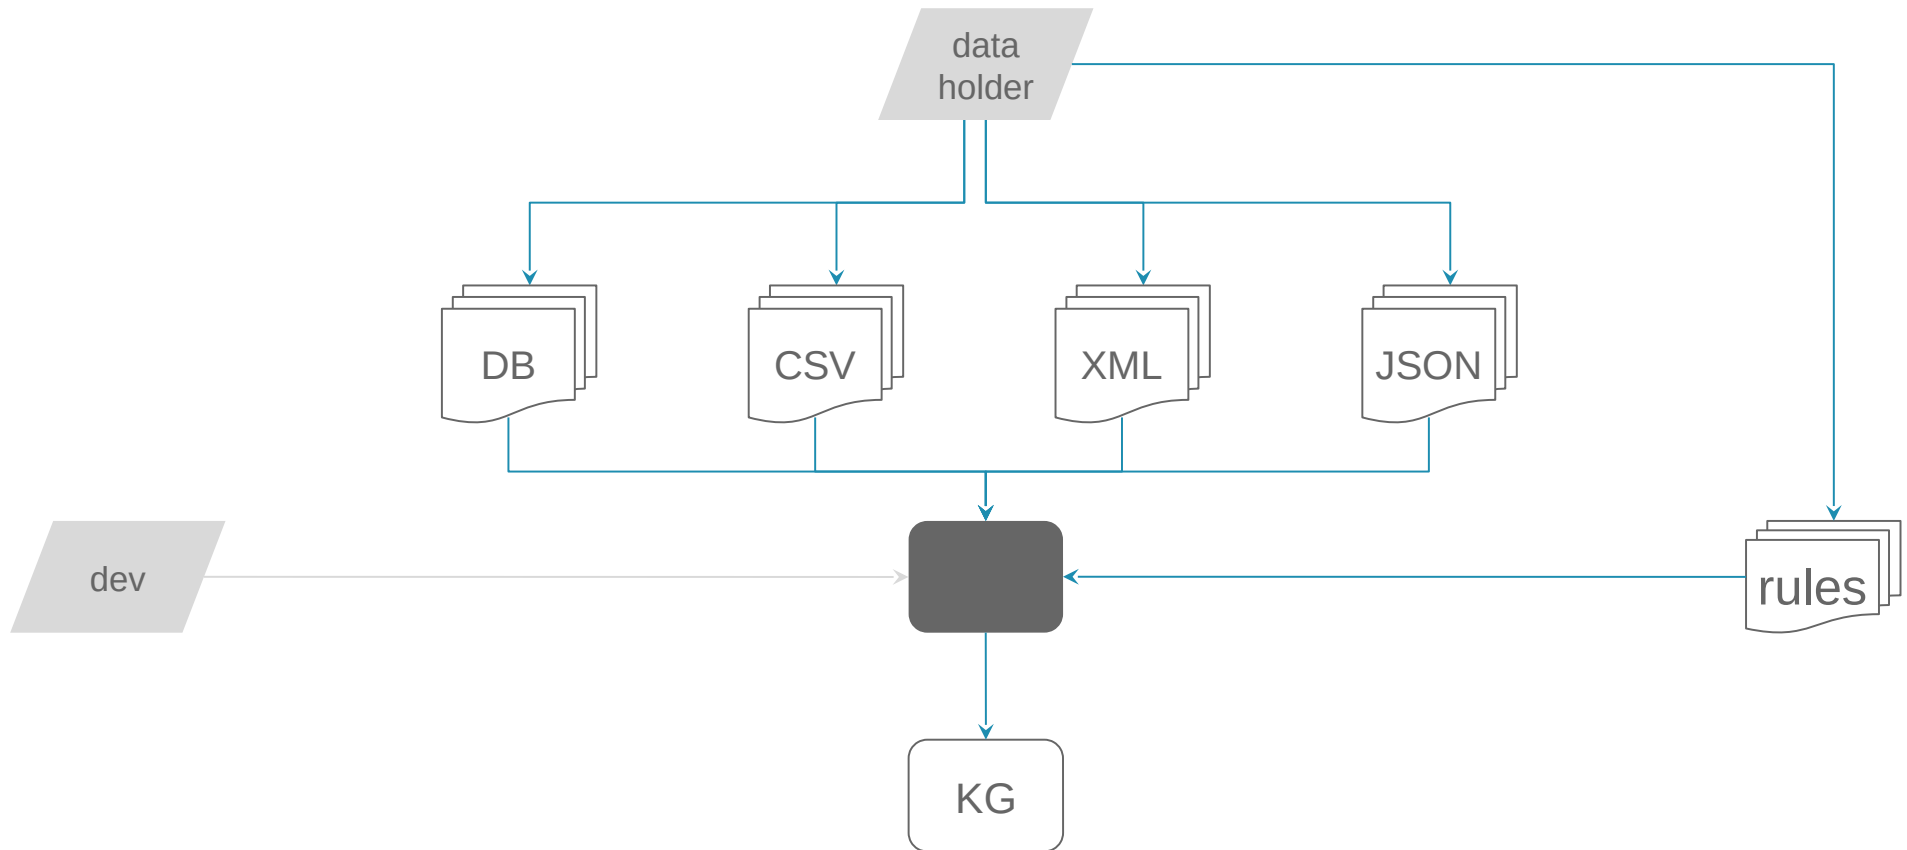 data
holder
DB
CSV
XML
JSON
dev
rules
KG